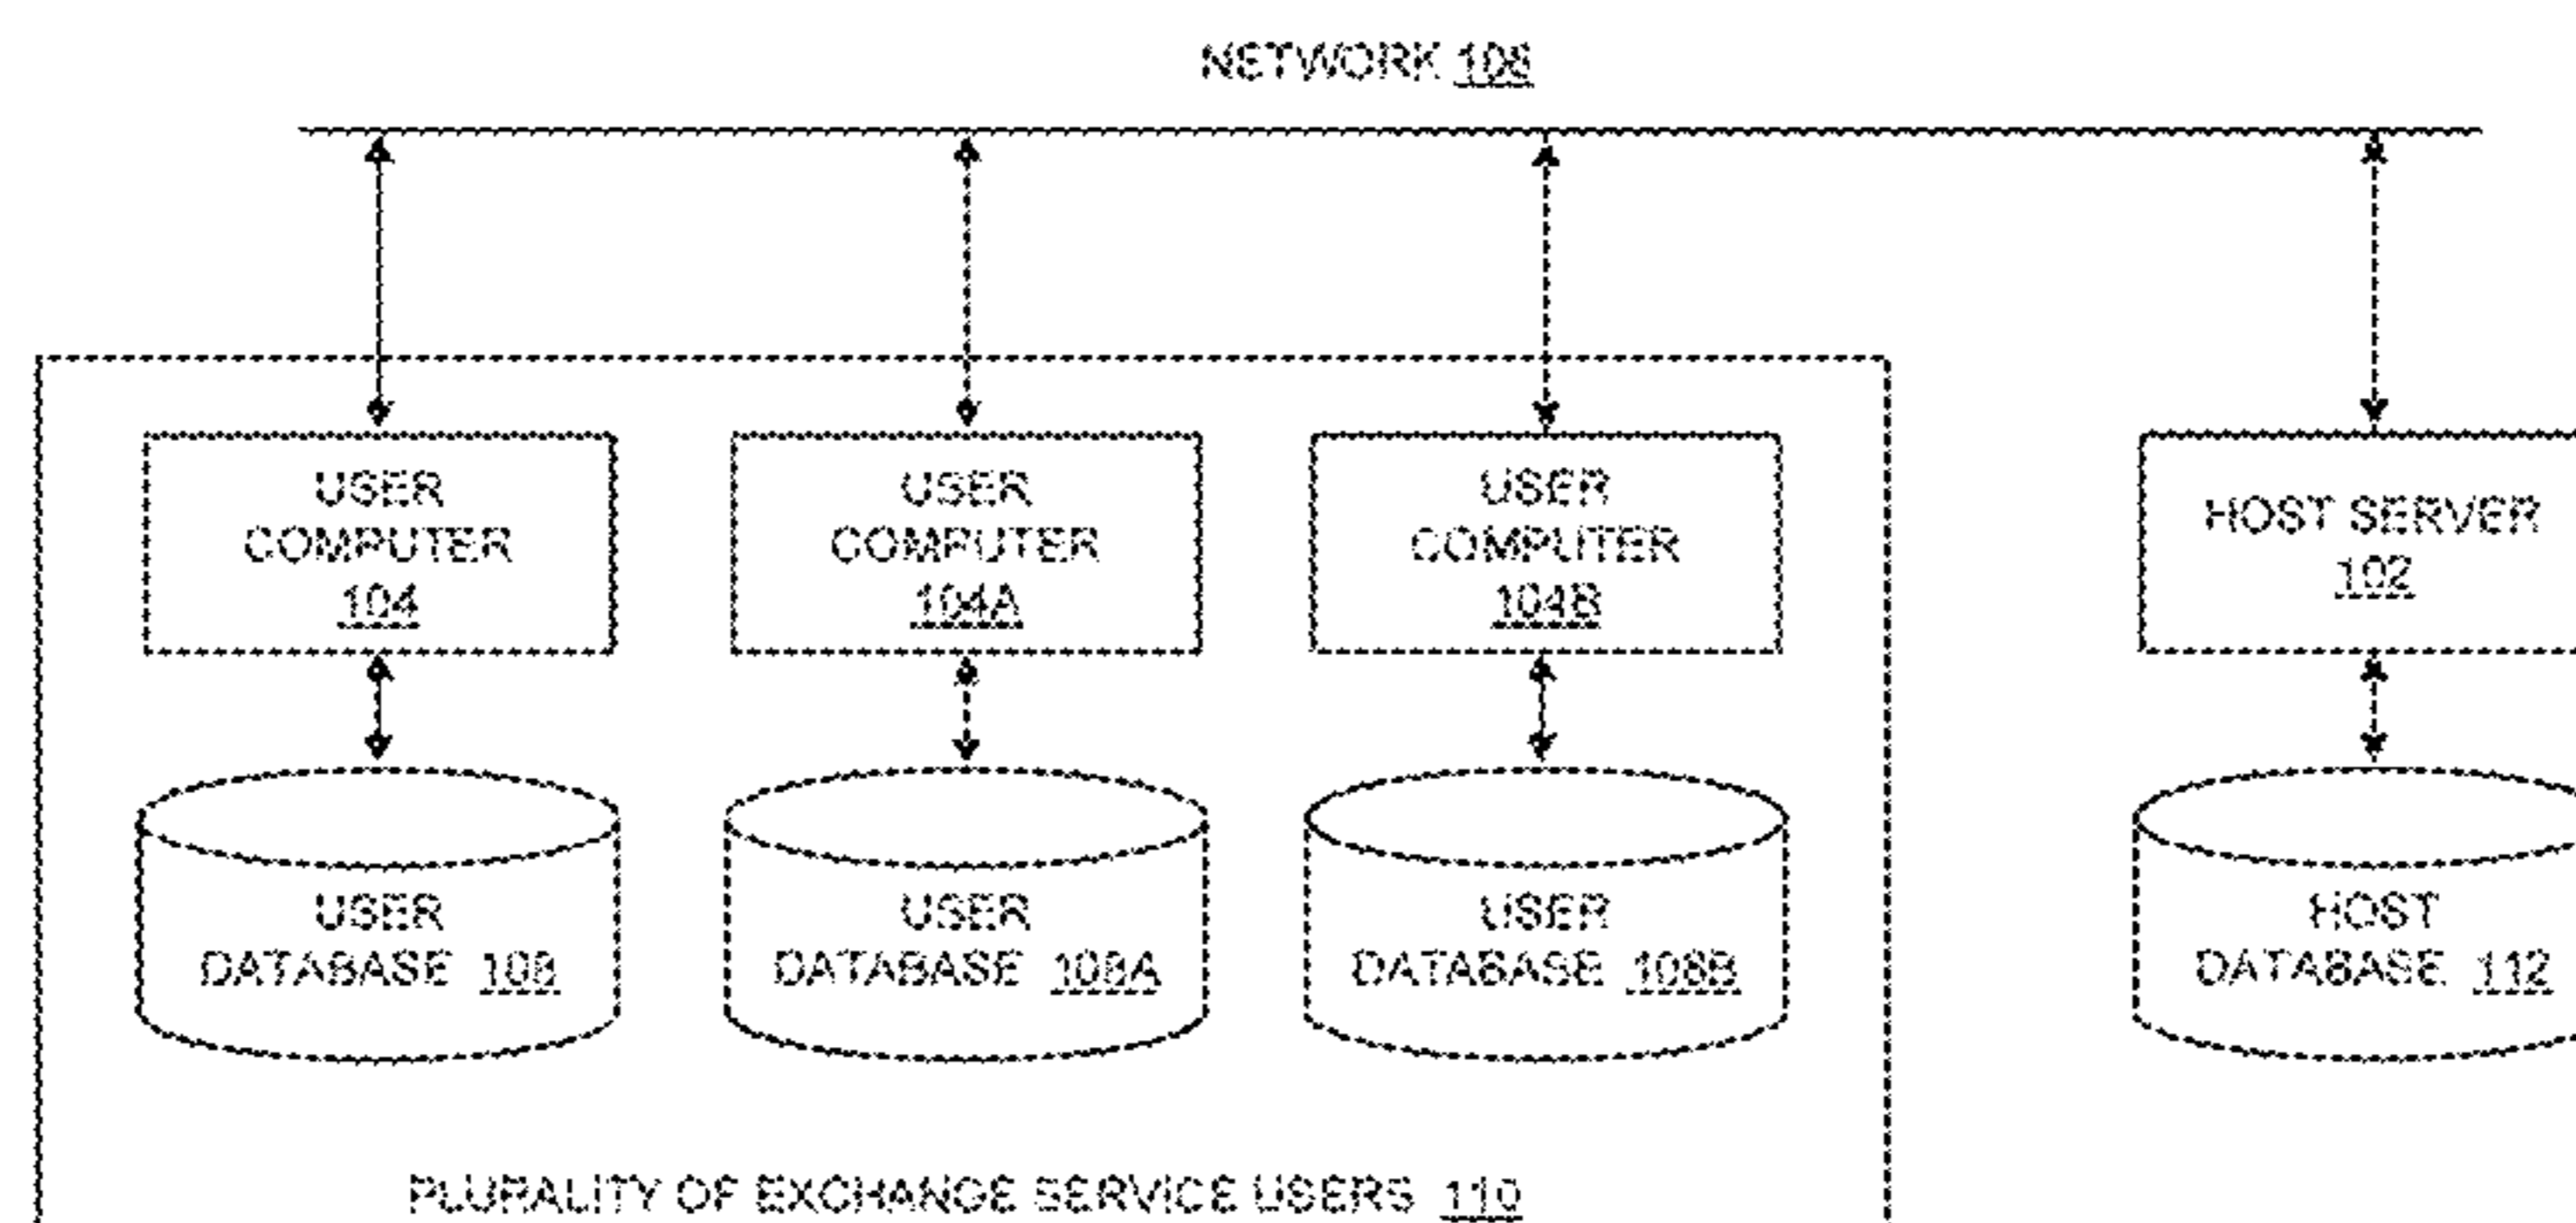 NETWORK
USER
COMPUTER
104
USER
COMPUTER
104A
USER
COMPUTER
104B
HOST SERVER
102
USER
DATABASE 108
USER
DATABASE 108A
USER
DATABASE 108B
HOST
DATABASE 112
PLURALITY OF EXCHANGE SERVICE USERS 110